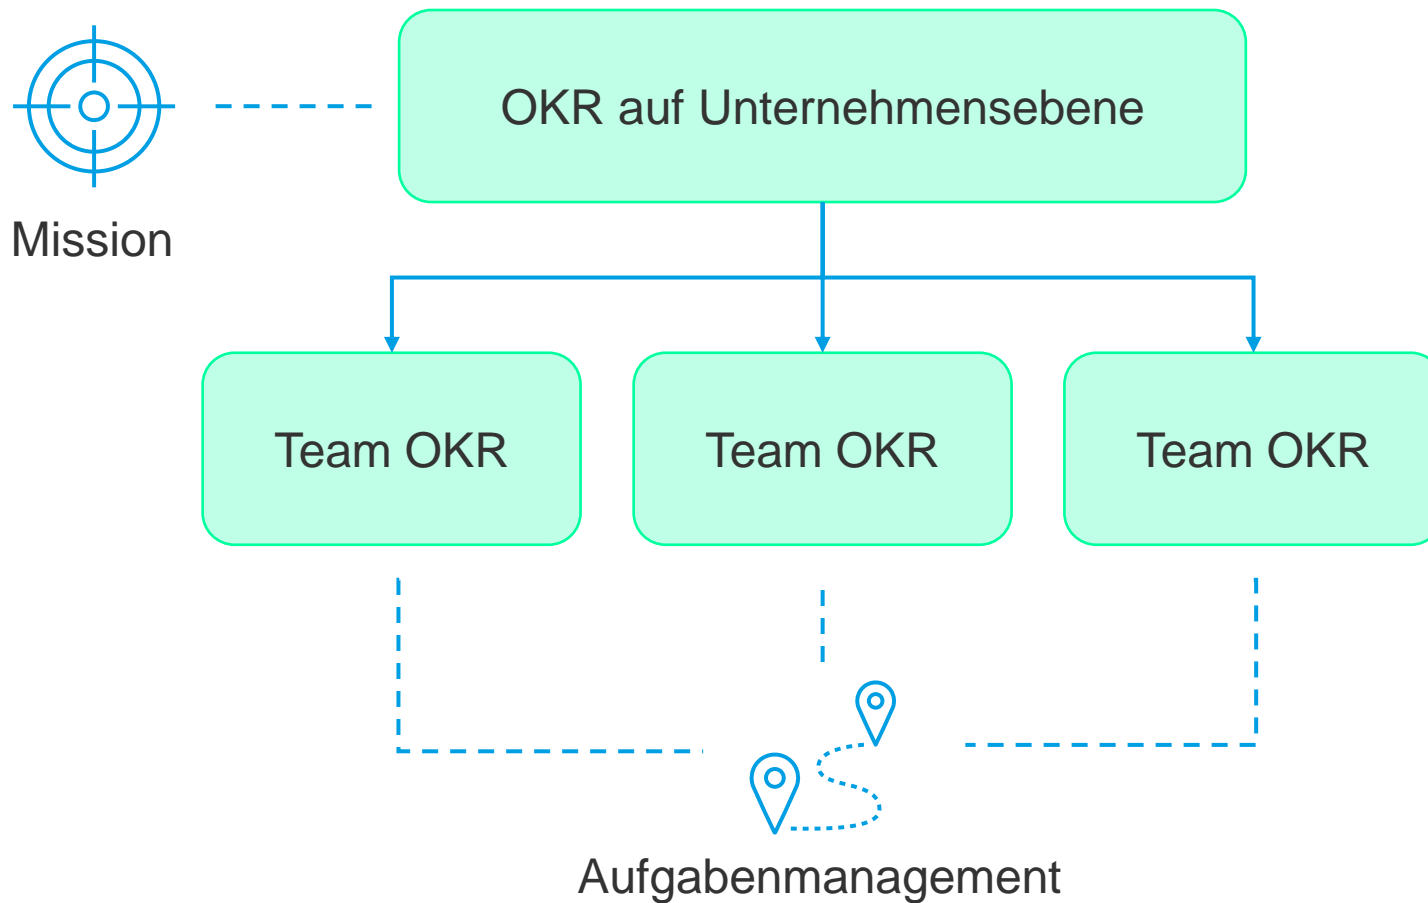 OKR auf Unternehmensebene
Mission
Team OKR
Team OKR
Team OKR
Aufgabenmanagement